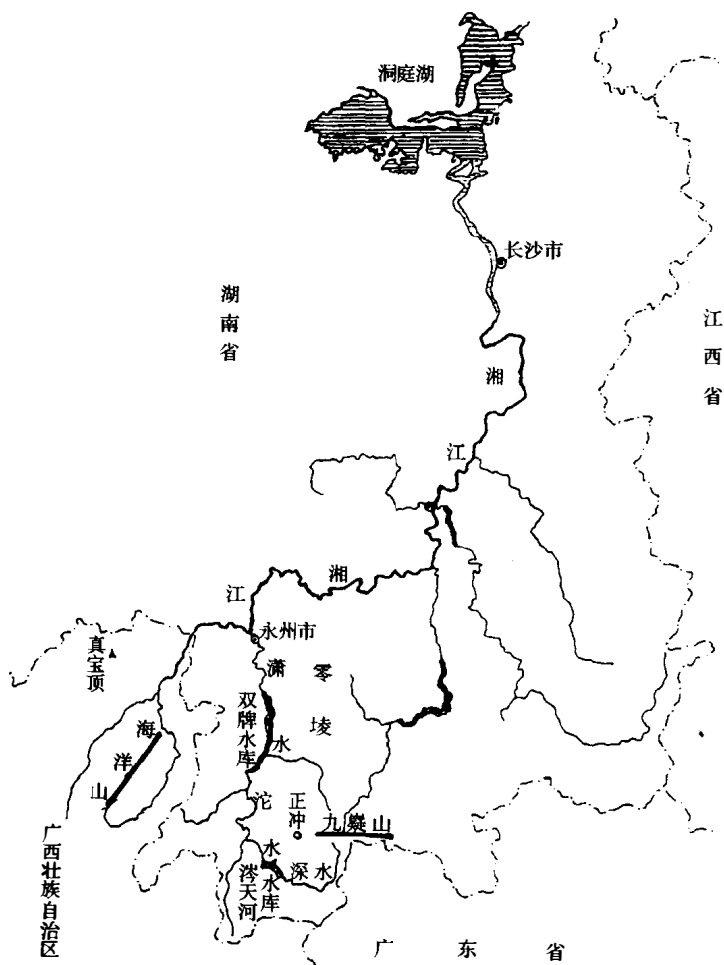 洞庭湖
长沙市
湖南省
江西省
湘
江
湘
江
永州市
真宝顶
潇
水
零陵
双牌水库
海洋山
沱
水
正冲
九嶷山
深水
涔天河
水库
广西壮族自治区
广东省